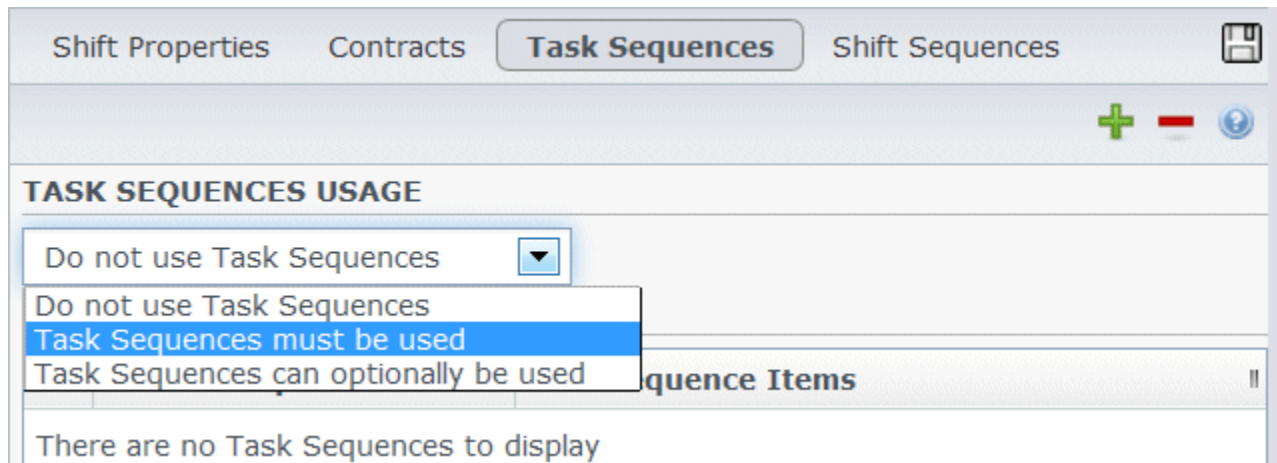 Shift Properties Contracts Task Sequences Shift Sequences
TASK SEQUENCES USAGE
Do not use Task Sequences
Do not use Task Sequences
Task Sequences must be used
Task Sequences can optionally be used
quence Items
There are no Task Sequences to display